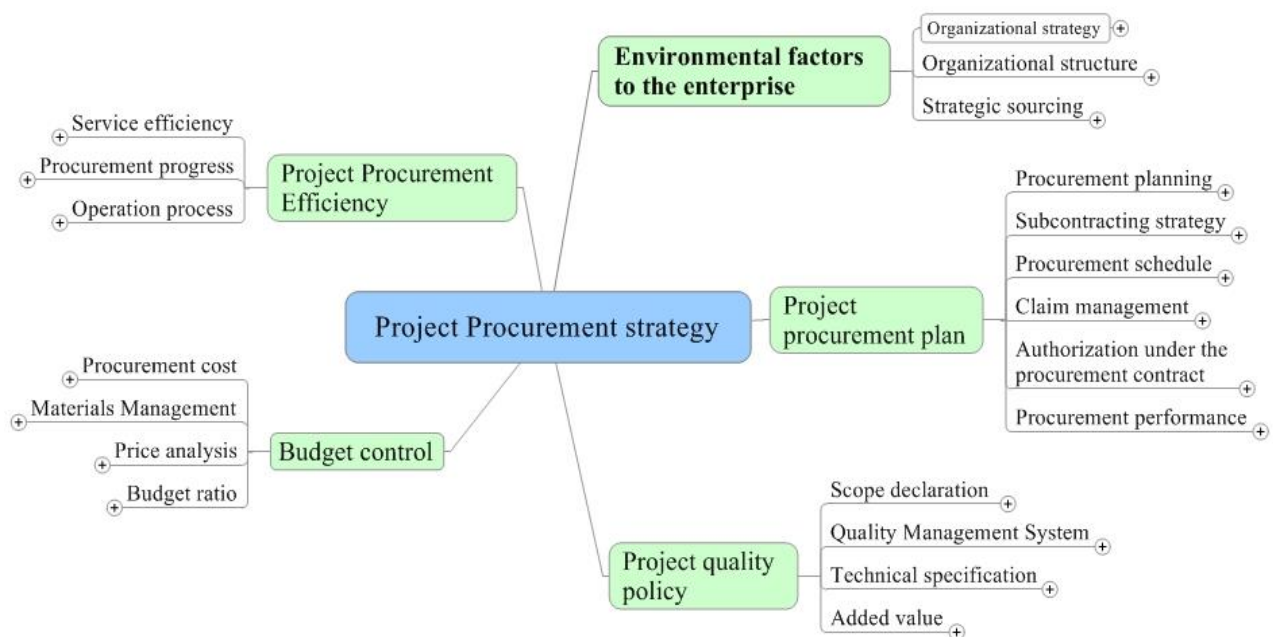 Project Procurement strategy
Environmental factors
to the enterprise
Organizational strategy
Organizational structure
Strategic sourcing
Project
procurement plan
Procurement planning
Subcontracting strategy
Procurement schedule
Claim management
Authorization under the
procurement contract
Procurement performance
Project quality
policy
Scope declaration
Quality Management System
Technical specification
Added value
Project Procurement
Efficiency
Service efficiency
Procurement progress
Operation process
Budget control
Procurement cost
Materials Management
Price analysis
Budget ratio